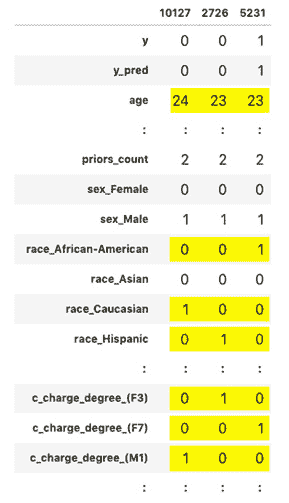 10127 2726 5231
y 0 0 1
y_pred 0 0 1
age 24 23 23
: : :
priors_count 2 2 2
sex_Female 0 0 0
sex_Male 1 1 1
race_African-American 0 0 1
race_Asian 0 0 0
race_Caucasian 1 0 0
race_Hispanic 0 1 0
: : :
c_charge_degree_(F3) 0 1 0
c_charge_degree_(F7) 0 0 1
c_charge_degree_(M1) 1 0 0
: : :